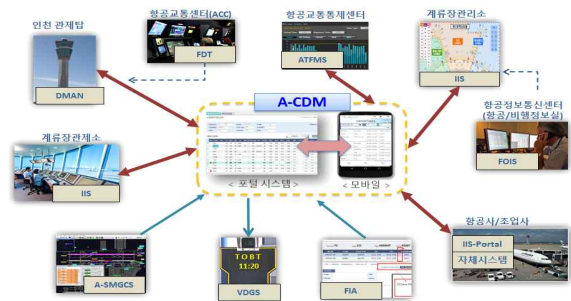 인천 관제탑
항공교통센터(ACC)
항공교통통제센터
계류장관리소
FDT
ATFMS
DMAN
IIS
A-CDM
항공정보통신센터
(항공/비행정보실)
계류장관제소
FOIS
IIS
< 포털 시스템 >
< 모바일 >
항공사/조업사
IIS-Portal
자체시스템
TOBT
11:20
A-SMGCS
VDGS
FIA